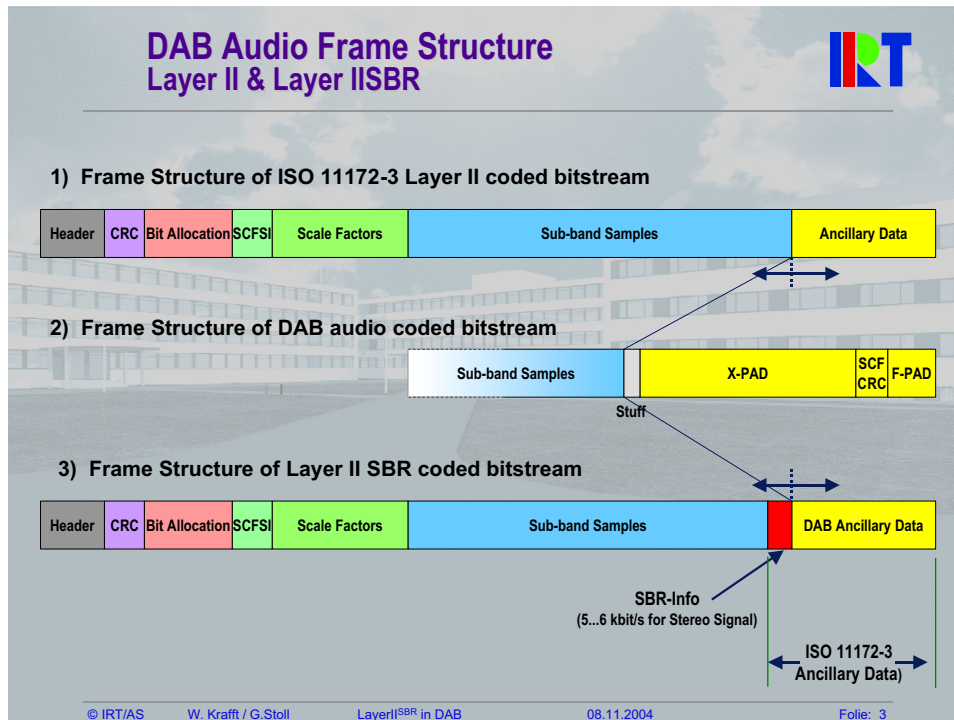 DAB Audio Frame Structure
Layer II & Layer IISBR
IRT
1) Frame Structure of ISO 11172-3 Layer II coded bitstream
Header CRC Bit Allocation SCFSI Scale Factors Sub-band Samples Ancillary Data
2) Frame Structure of DAB audio coded bitstream
Sub-band Samples X-PAD SCF CRC F-PAD
Stuff
3) Frame Structure of Layer II SBR coded bitstream
Header CRC Bit Allocation SCFSI Scale Factors Sub-band Samples DAB Ancillary Data
SBR-Info
(5...6 kbit/s for Stereo Signal)
ISO 11172-3
Ancillary Data)
© IRT/AS W. Krafft / G.Stoll LayerIISBR in DAB 08.11.2004 Folie: 3